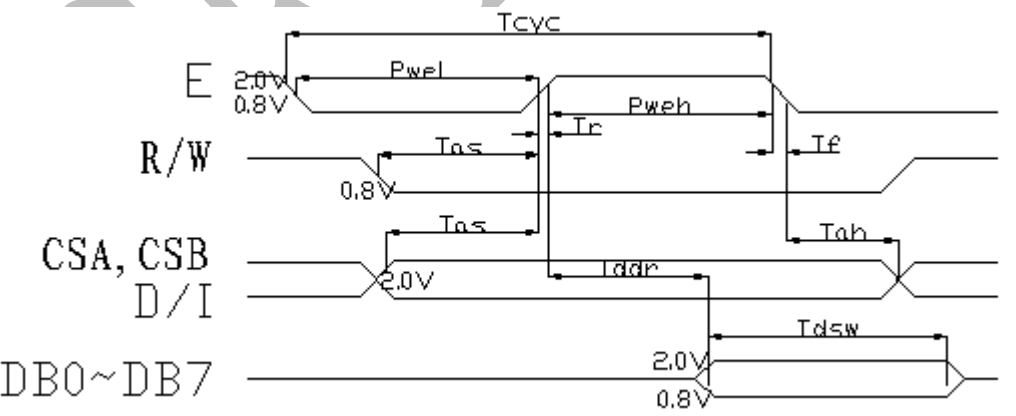 Tcyc
E
2.0V
0.8V
Pwel
Pweh
Tr
R/W
Tas
Tf
0.8V
CSA, CSB
D/I
Tas
Tah
2.0V
Tddr
Tdsw
DB0~DB7
2.0V
0.8V